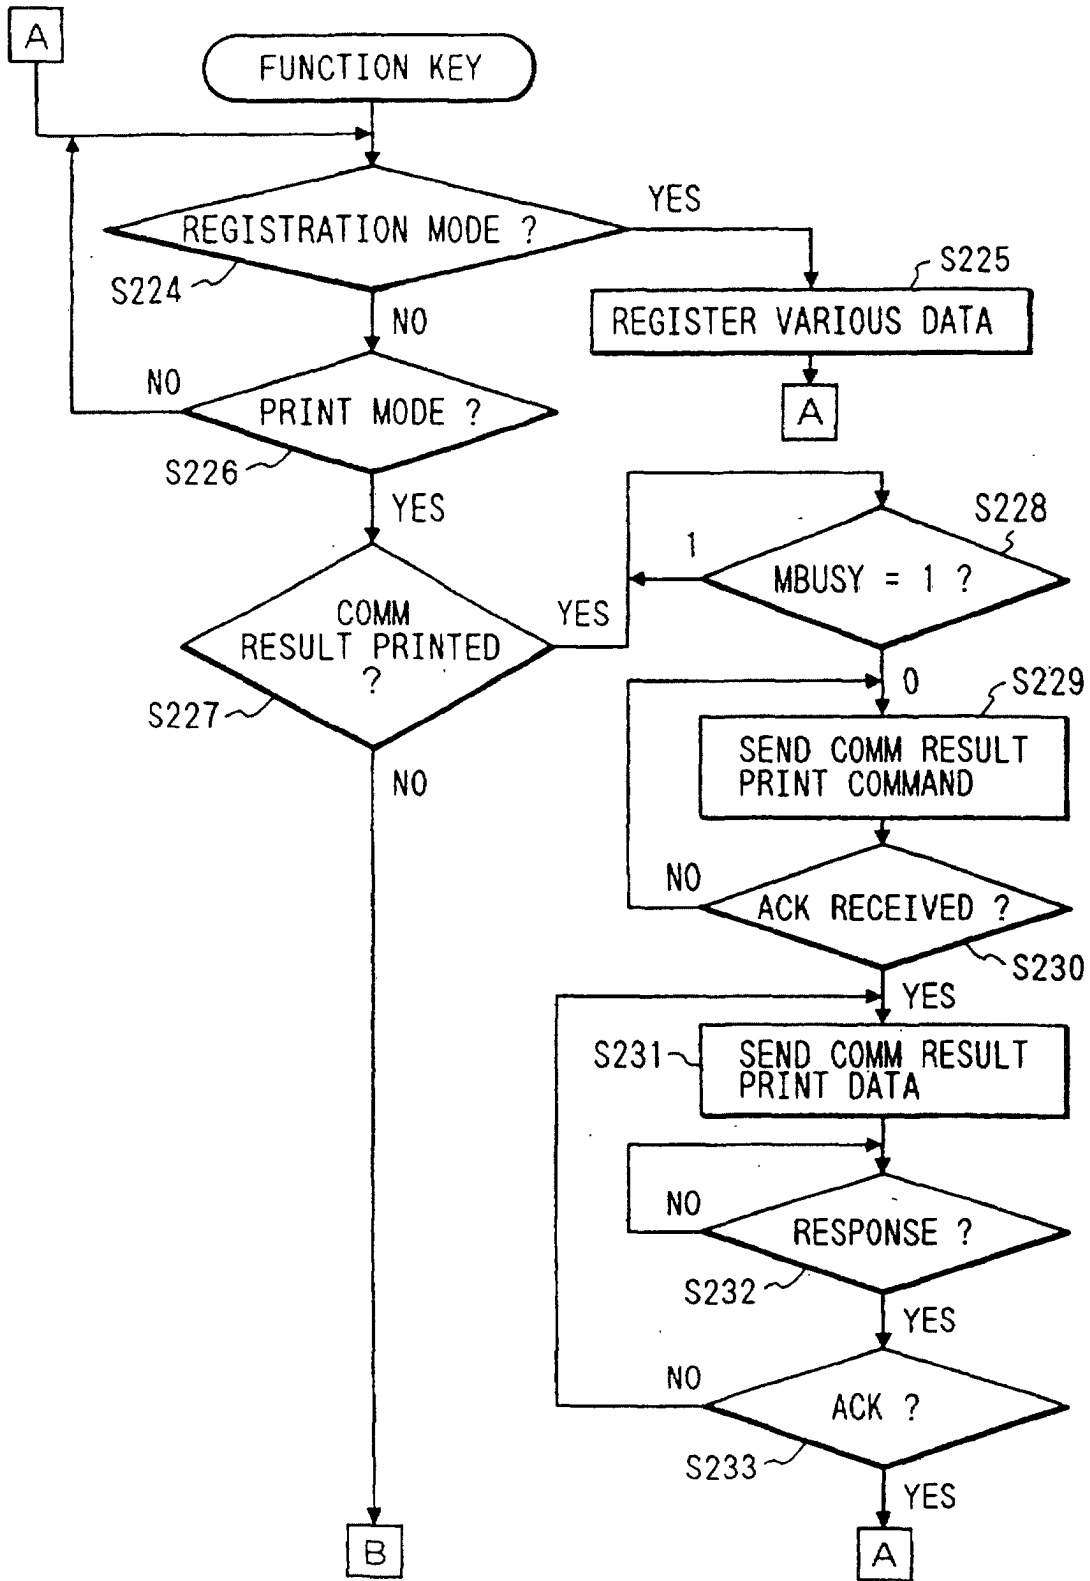 A
FUNCTION KEY
REGISTRATION MODE ?
YES
S224
S225
NO
REGISTER VARIOUS DATA
A
NO
PRINT MODE ?
S226
YES
S228
1
MBUSY = 1 ?
COMM
RESULT PRINTED
?
YES
S227
0
S229
SEND COMM RESULT
PRINT COMMAND
NO
NO
ACK RECEIVED ?
S230
YES
S231
SEND COMM RESULT
PRINT DATA
NO
RESPONSE ?
S232
YES
NO
ACK ?
S233
YES
B
A